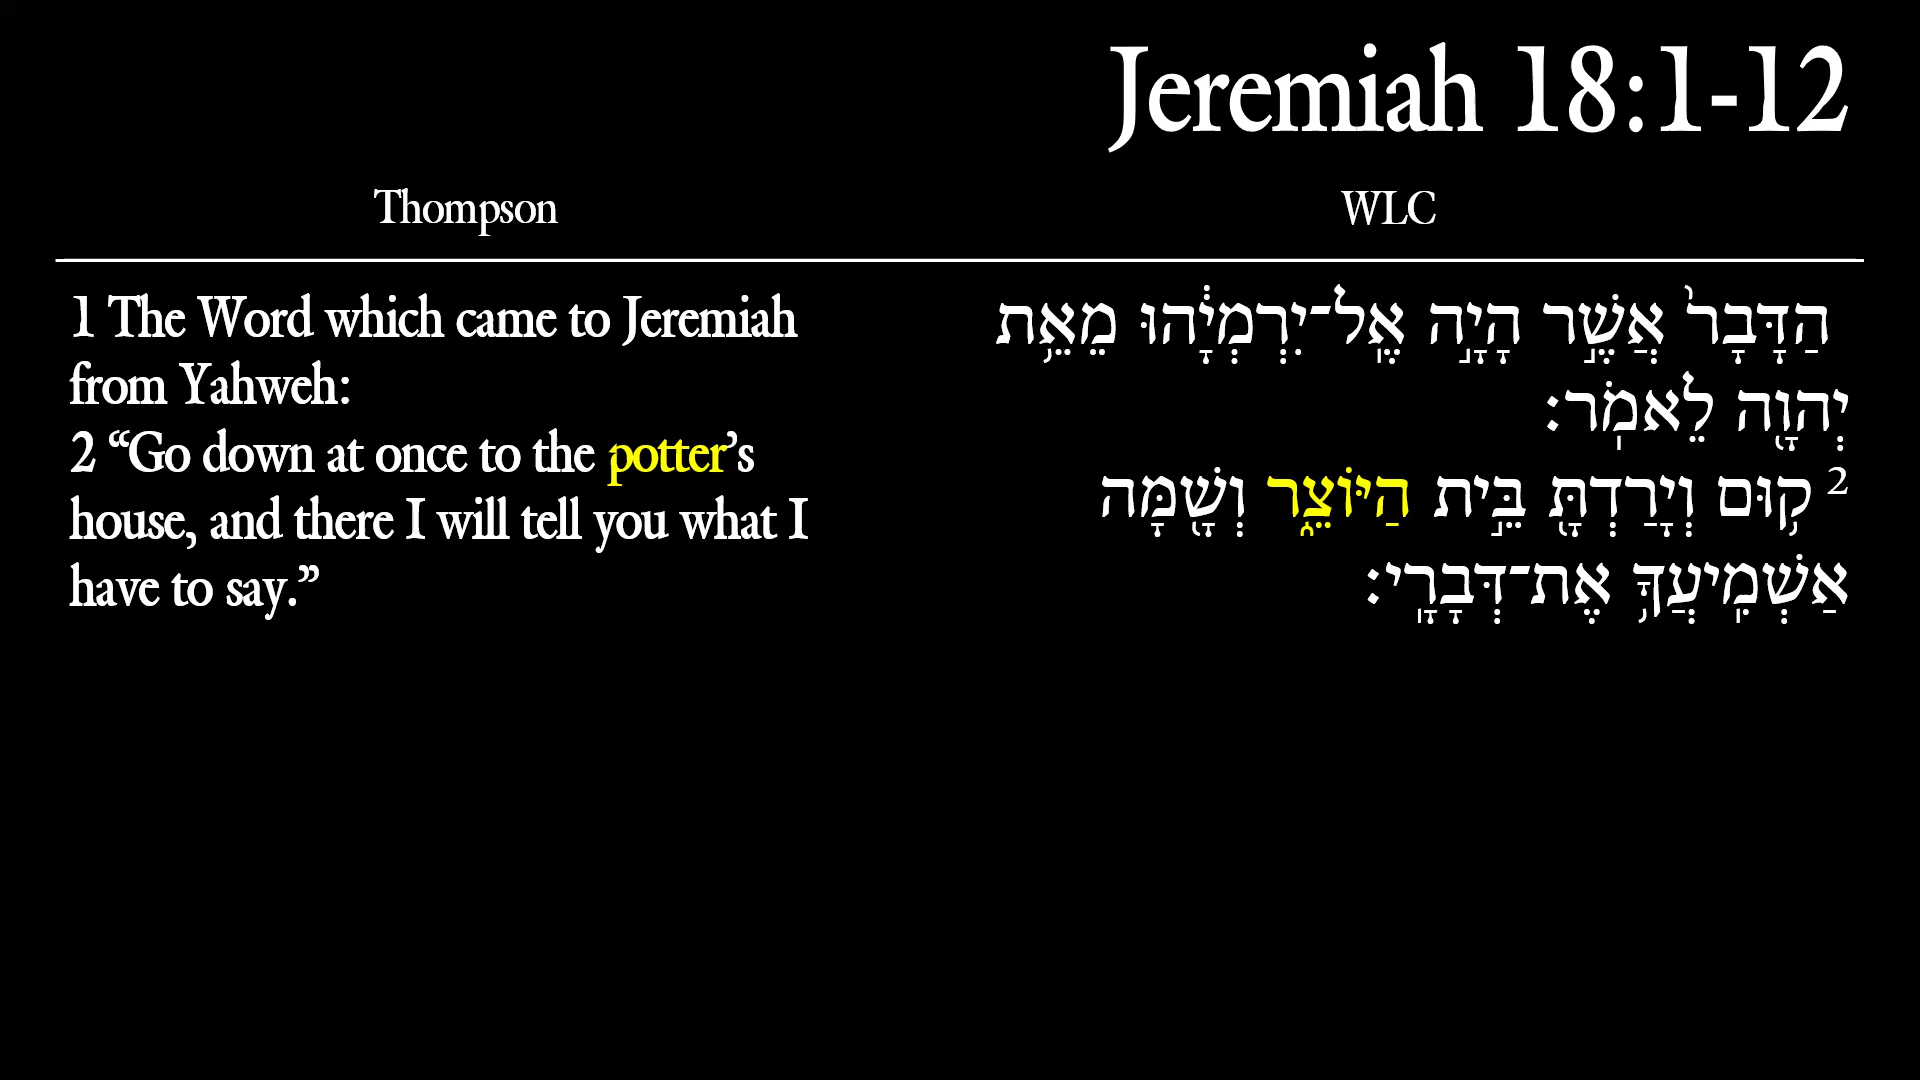 Jeremiah 18:1-12
Thompson
WLC
1 The Word which came to Jeremiah
from Yahweh:
2 “Go down at once to the potter’s
house, and there I will tell you what I
have to say.”
הַדָּבָר֙ אֲשֶׁ֣ר הָיָ֣ה אֶֽל־יִרְמְיָ֔הוּ מֵאֵ֥ת
יְהוָ֖ה לֵאמֹֽר׃
2 ק֥וּם וְיָרַדְתָּ֖ בֵּ֣ית הַיּוֹצֵ֑ר וְשָׁ֖מָּה
אַשְׁמִֽיעֲךָ֥ אֶת־דְּבָרָֽי׃